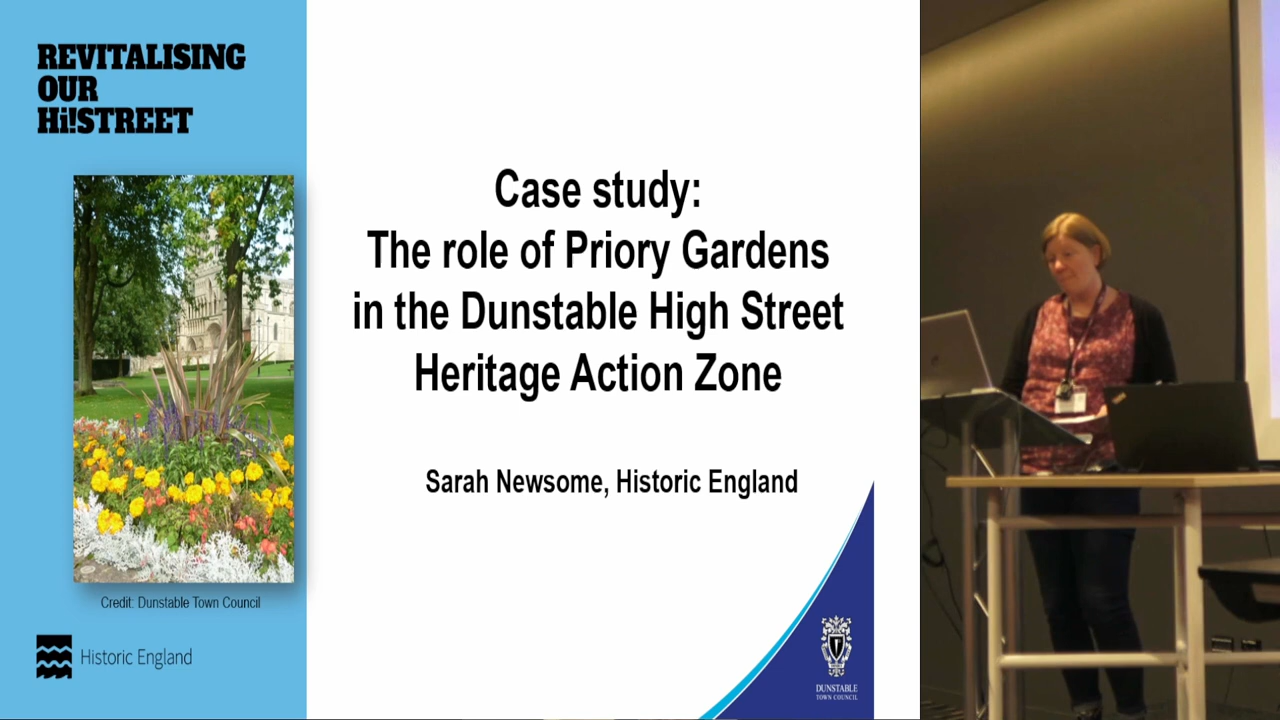 REVITALISING
OUR
Hi!STREET
Case study:
The role of Priory Gardens
in the Dunstable High Street
Heritage Action Zone
Sarah Newsome, Historic England
Credit: Dunstable Town Council
Historic England
DUNSTABLE
TOWN COUNCIL